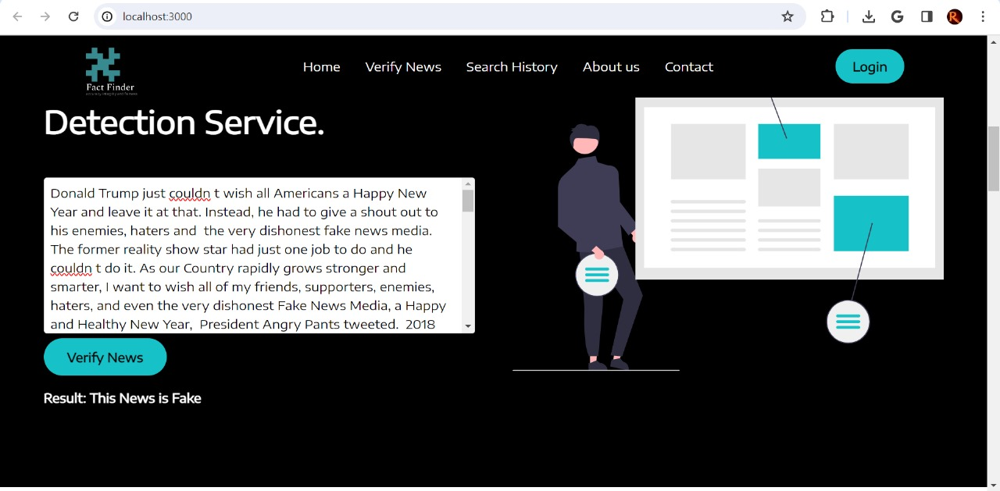 localhost:3000
Fact Finder
Home Verify News Search History About us Contact Login
Detection Service.
Donald Trump just couldn t wish all Americans a Happy New
Year and leave it at that. Instead, he had to give a shout out to
his enemies, haters and  the very dishonest fake news media.
The former reality show star had just one job to do and he
couldn t do it. As our Country rapidly grows stronger and
smarter, I want to wish all of my friends, supporters, enemies,
haters, and even the very dishonest Fake News Media, a Happy
and Healthy New Year,  President Angry Pants tweeted.  2018
Verify News
Result: This News is Fake